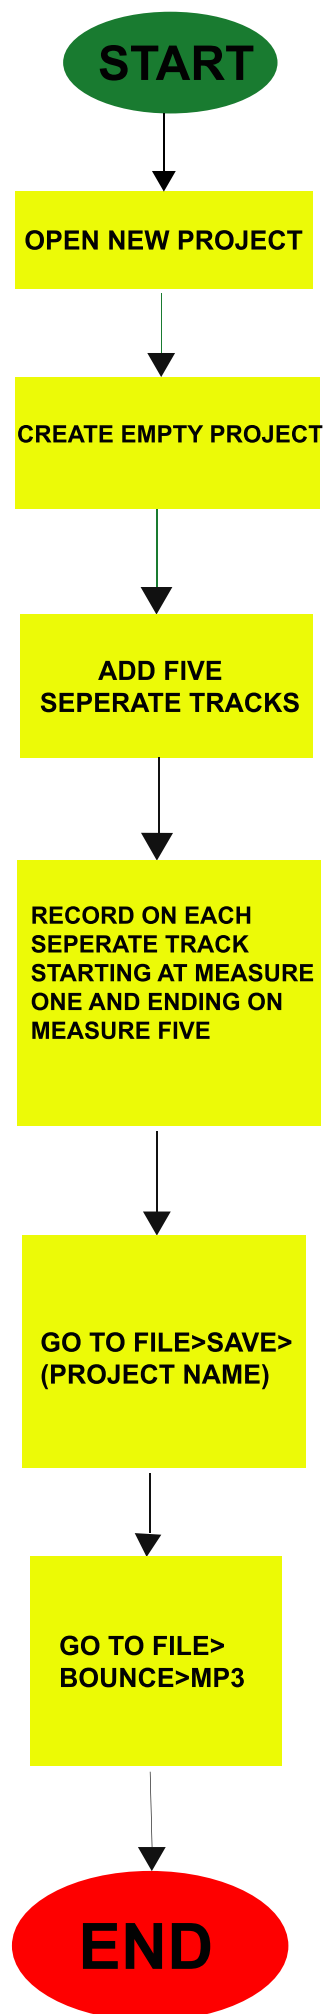 START
OPEN NEW PROJECT
CREATE EMPTY PROJECT
ADD FIVE
SEPERATE TRACKS
RECORD ON EACH
SEPERATE TRACK
STARTING AT MEASURE
ONE AND ENDING ON
MEASURE FIVE
GO TO FILE>SAVE>
(PROJECT NAME)
GO TO FILE>
BOUNCE>MP3
END